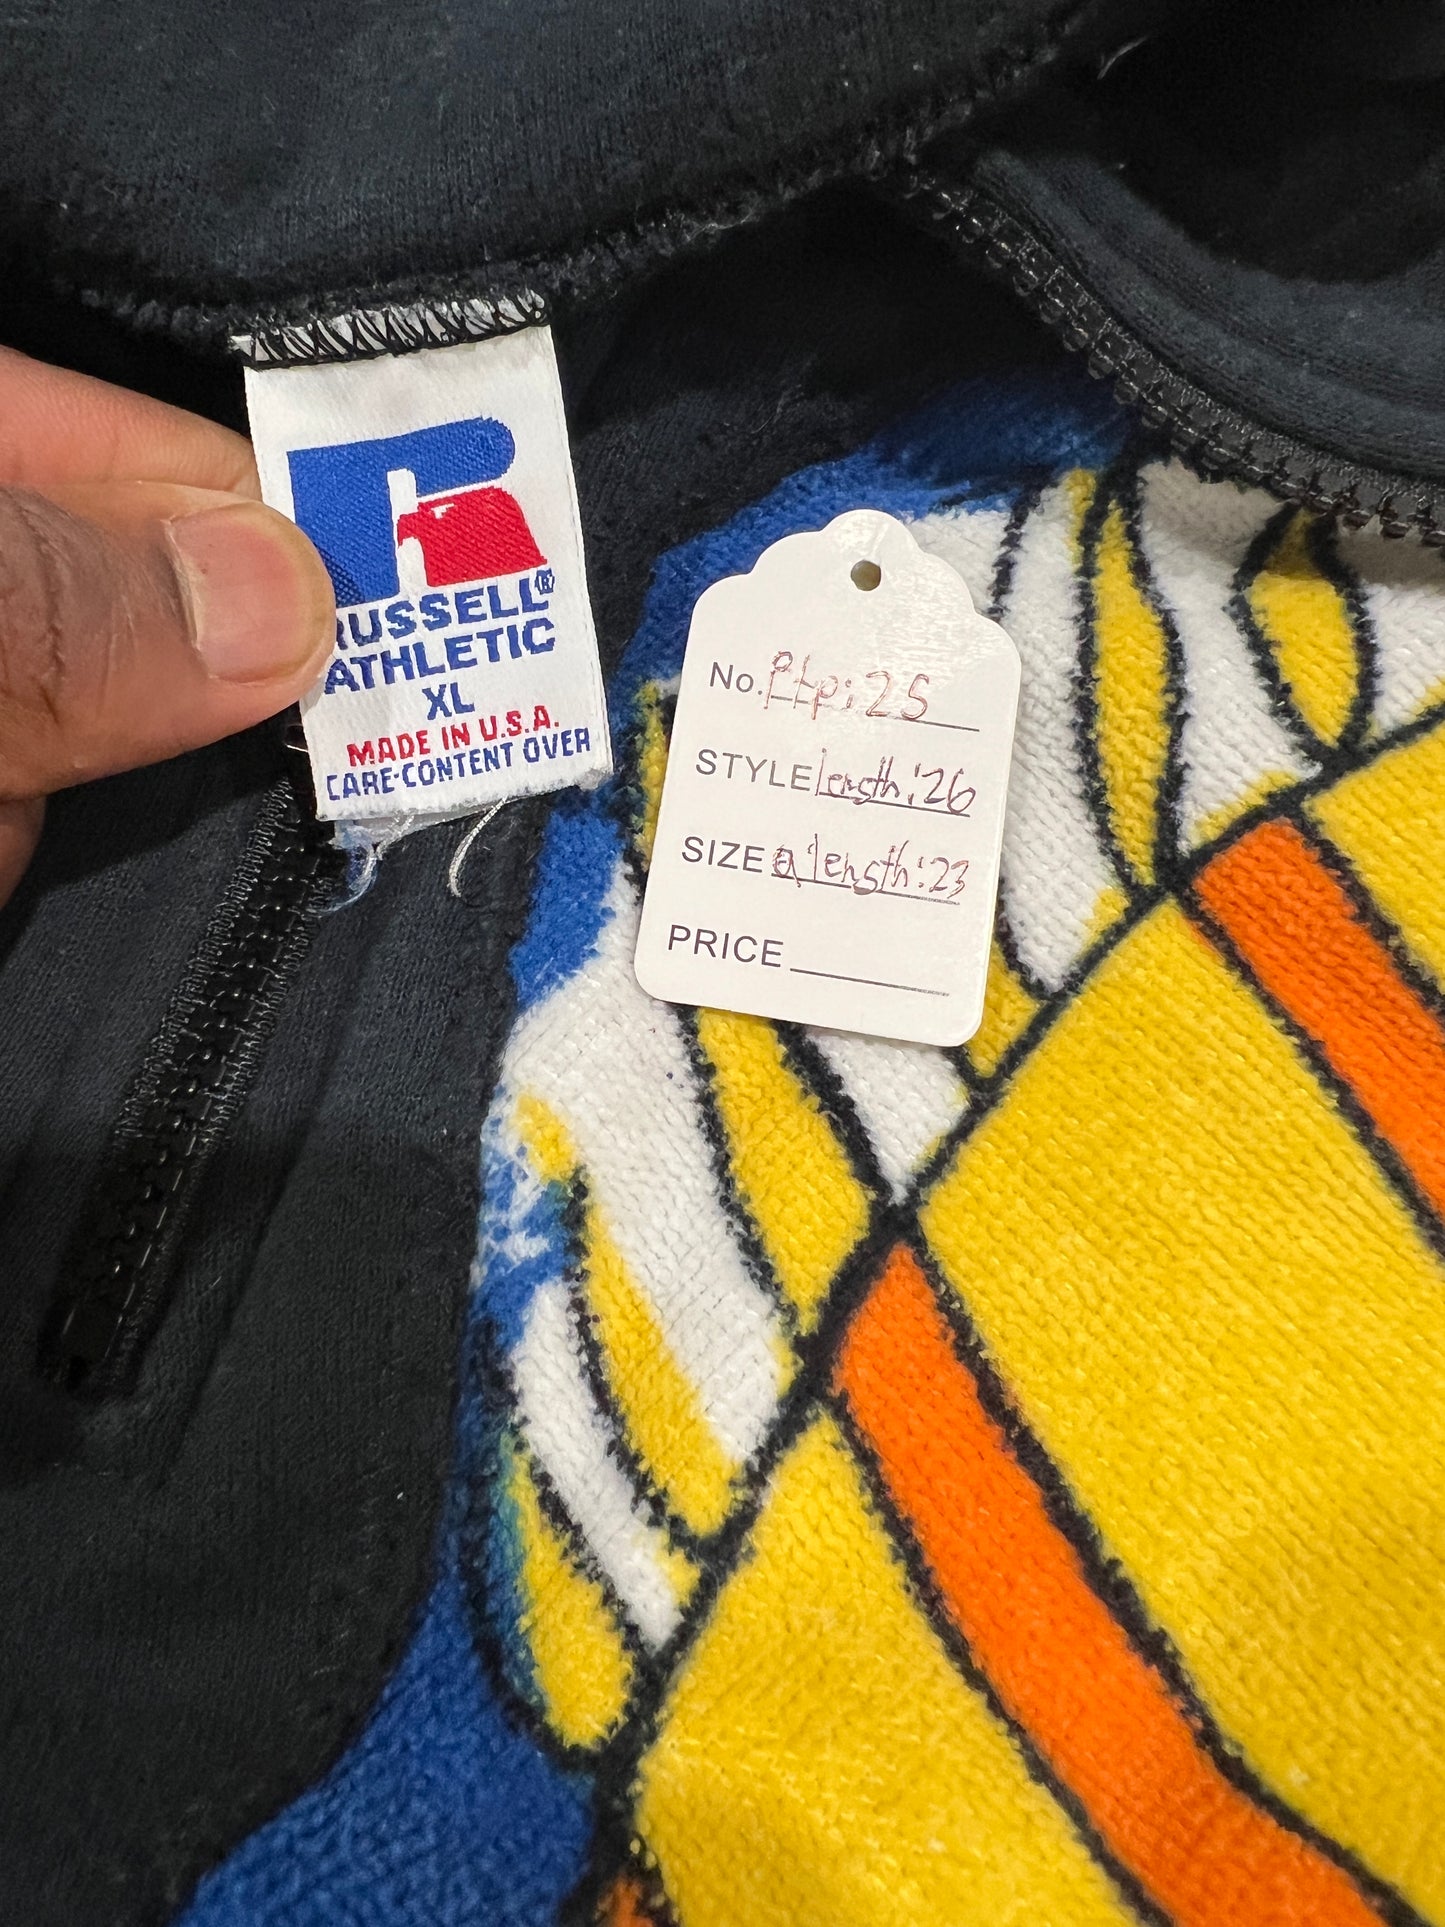 RUSSELL®
ATHLETIC
XL
MADE IN U.S.A.
CARE-CONTENT OVER
No. Ptp: 25
STYLE length: 26
SIZE a length: 23
PRICE